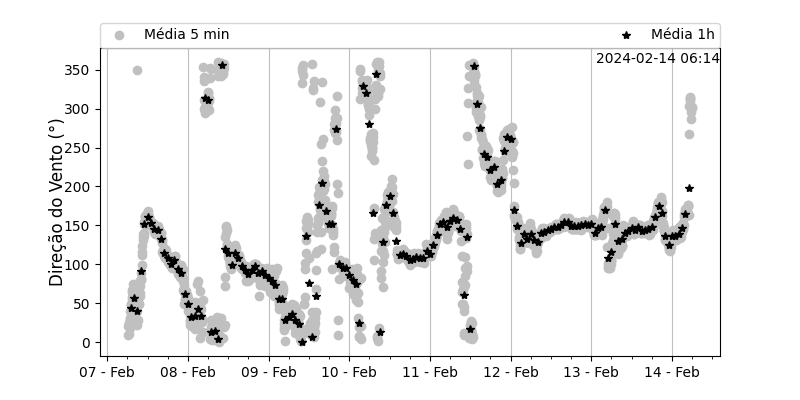 Média 5 min
Média 1h
2024-02-14 06:14
Direção do Vento (°)
350
300
250
200
150
100
50
0
07 - Feb
08 - Feb
09 - Feb
10 - Feb
11 - Feb
12 - Feb
13 - Feb
14 - Feb